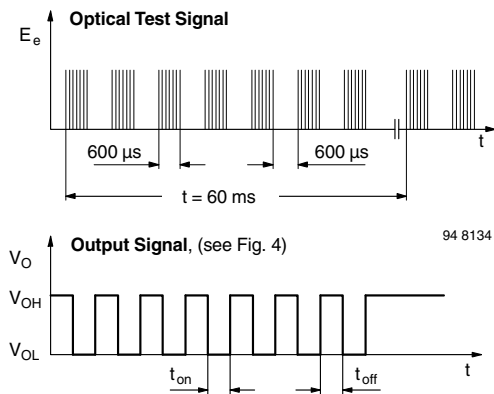 Optical Test Signal
E e
t
600 µs
600 µs
t = 60 ms
94 8134
Output Signal, (see Fig. 4)
V O
V OH
V OL
t
t on
t off